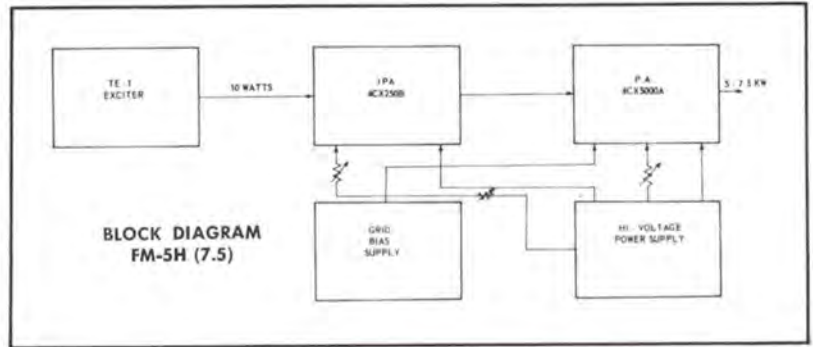 TE-1
EXCITER
10 WATTS
IPA
4CX250B
P.A.
4CX5000A
5-7.5 KW
GRID
BIAS
SUPPLY
HI-VOLTAGE
POWER SUPPLY
BLOCK DIAGRAM
FM-5H (7.5)